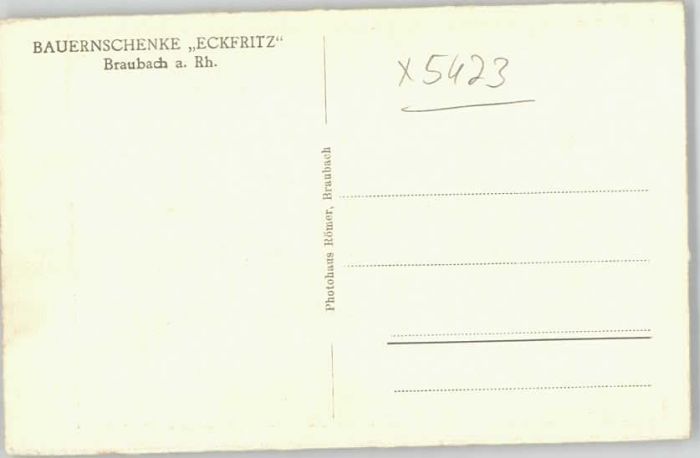 BAUERNSCHENKE „ECKFRITZ“
Braubach a. Rh.
x5423
Photohaus Römer, Braubach